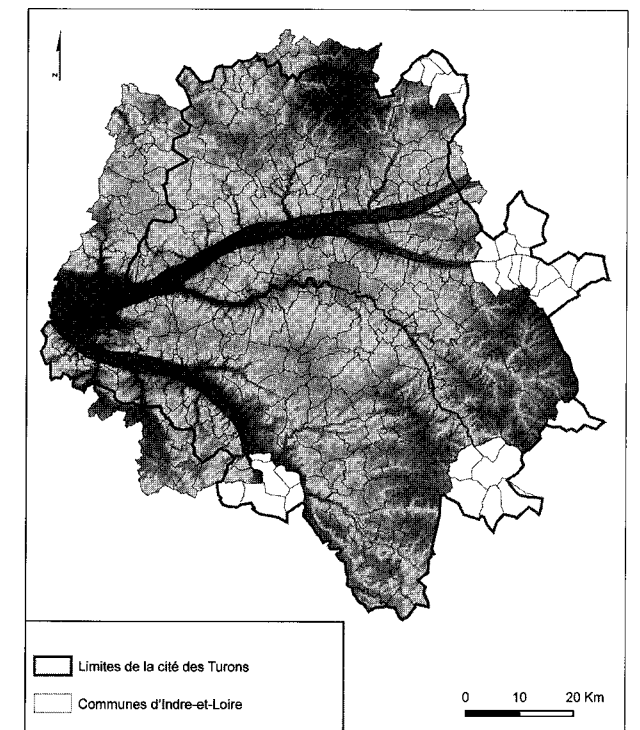 N
Limites de la cité des Turons
Communes d'Indre-et-Loire
0 10 20 Km